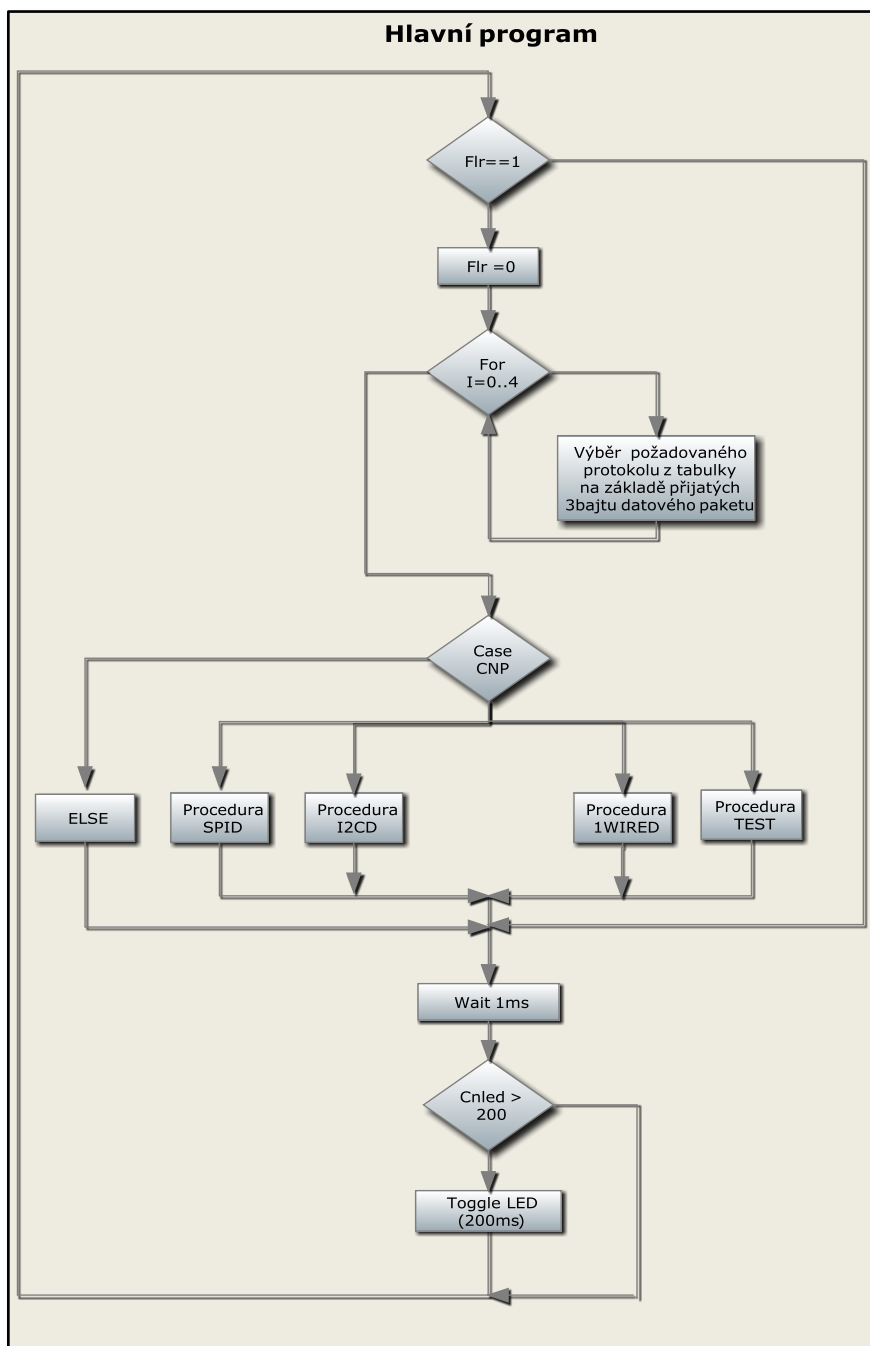 Hlavní program
Flr==1
Flr =0
For
I=0..4
Výběr požadovaného
protokolu z tabulky
na základě přijatých
3bajtu datového paketu
Case
CNP
ELSE
Procedura
SPID
Procedura
I2CD
Procedura
1WIRED
Procedura
TEST
Wait 1ms
Cnled >
200
Toggle LED
(200ms)